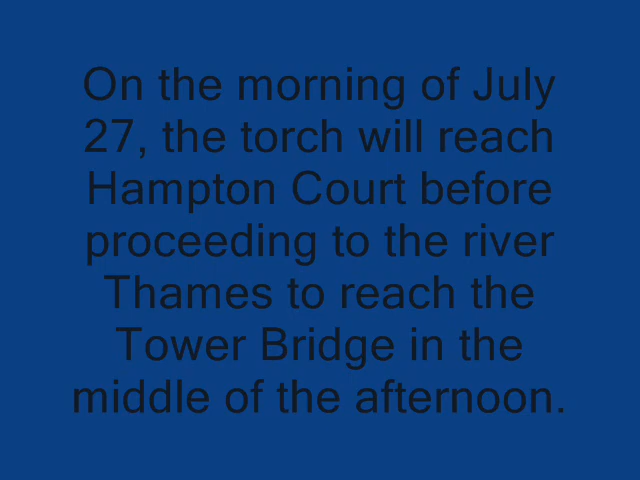 On the morning of July
27, the torch will reach
Hampton Court before
proceeding to the river
Thames to reach the
Tower Bridge in the
middle of the afternoon.